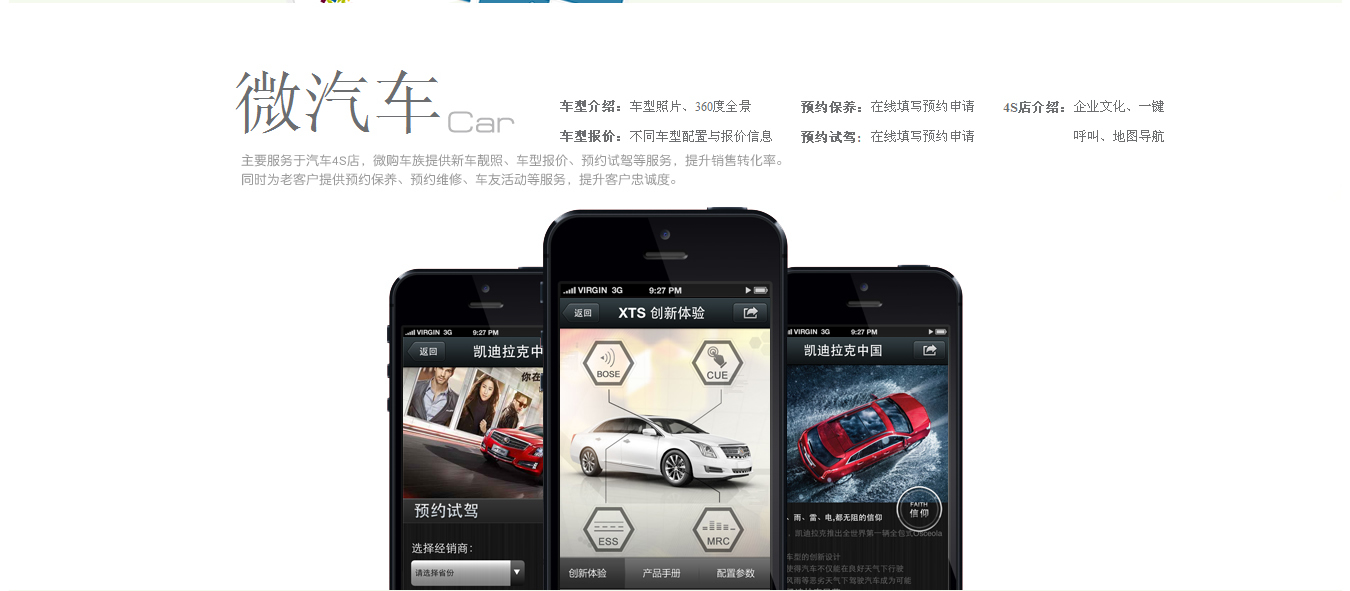 微汽车 Car
车型介绍：车型照片、360度全景
预约保养：在线填写预约申请
4S店介绍：企业文化、一键
车型报价：不同车型配置与报价信息
预约试驾：在线填写预约申请
呼叫、地图导航
主要服务于汽车4S店，微购车族提供新车靓照、车型报价、预约试驾等服务，提升销售转化率。
同时为老客户提供预约保养、预约维修、车友活动等服务，提升客户忠诚度。
VIRGIN 3G 9:27 PM
返回 凯迪拉克中
你在
预约试驾
选择经销商：
请选择省份
VIRGIN 3G 9:27 PM
返回 XTS 创新体验
BOSE
CUE
ESS
MRC
创新体验 产品手册 配置参数
VIRGIN 3G 9:27 PM
凯迪拉克中国
FAITH
信仰
、雨、雷、电,都无阻的信仰
，凯迪拉克推出全世界第一辆全包式Osceola
车型的创新设计
使得汽车不仅能在良好天气下行驶
风雨等恶劣天气下驾驶汽车成为可能